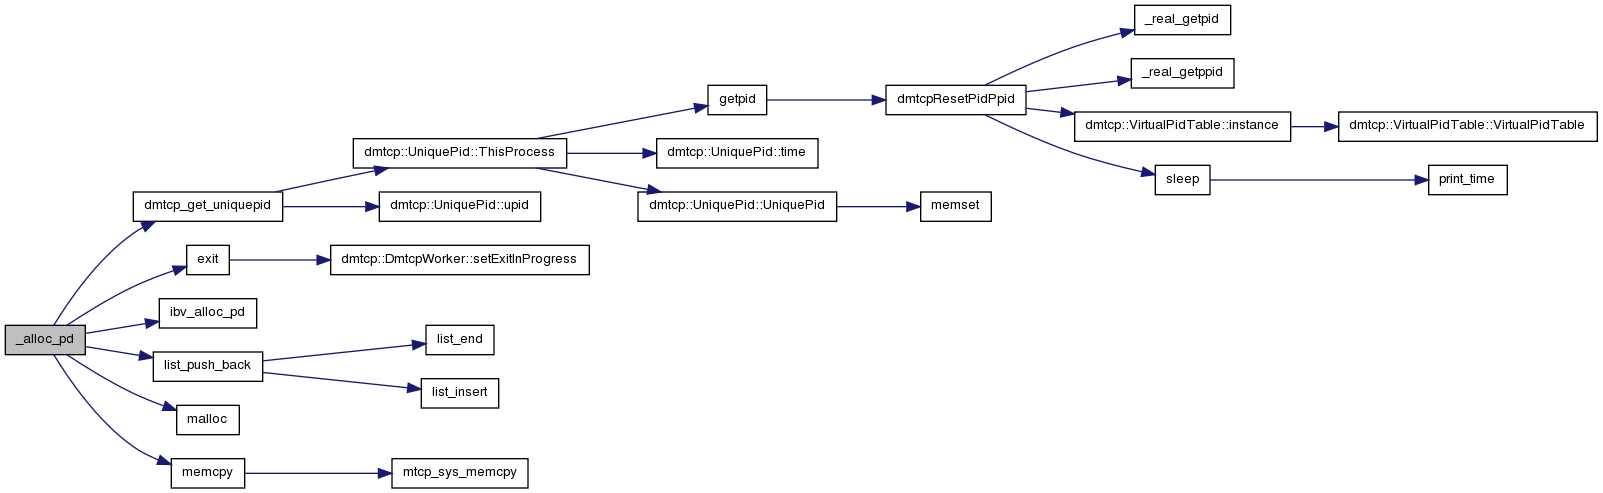 _real_getpid
_real_getppid
getpid
dmtcpResetPidPpid
dmtcp::VirtualPidTable::instance
dmtcp::VirtualPidTable::VirtualPidTable
dmtcp::UniquePid::ThisProcess
dmtcp::UniquePid::time
sleep
print_time
dmtcp_get_uniquepid
dmtcp::UniquePid::upid
dmtcp::UniquePid::UniquePid
memset
exit
dmtcp::DmtcpWorker::setExitInProgress
ibv_alloc_pd
_alloc_pd
list_push_back
list_end
list_insert
malloc
memcpy
mtcp_sys_memcpy